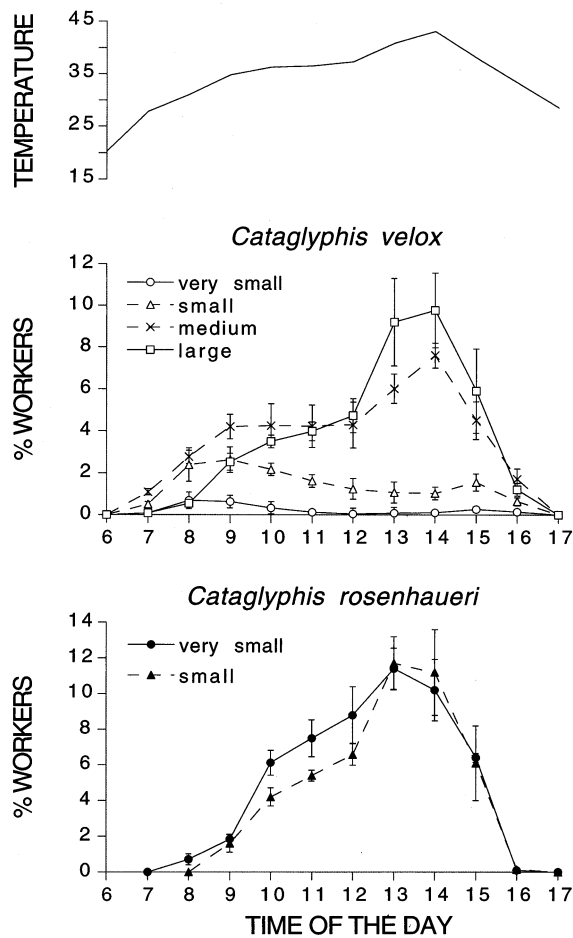 TEMPERATURE
45
35
25
15
Cataglyphis velox
% WORKERS
12
10
8
6
4
2
0
very small
small
medium
large
6 7 8 9 10 11 12 13 14 15 16 17
Cataglyphis rosenhaueri
% WORKERS
14
12
10
8
6
4
2
0
very small
small
6 7 8 9 10 11 12 13 14 15 16 17
TIME OF THE DAY